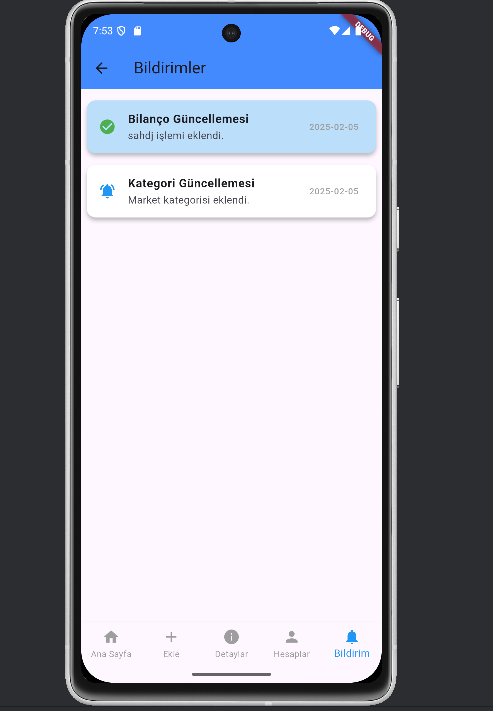 7:53
DEBUG
Bildirimler
Bilanço Güncellemesi
sahdj işlemi eklendi.
2025-02-05
Kategori Güncellemesi
Market kategorisi eklendi.
2025-02-05
Ana Sayfa
Ekle
Detaylar
Hesaplar
Bildirim